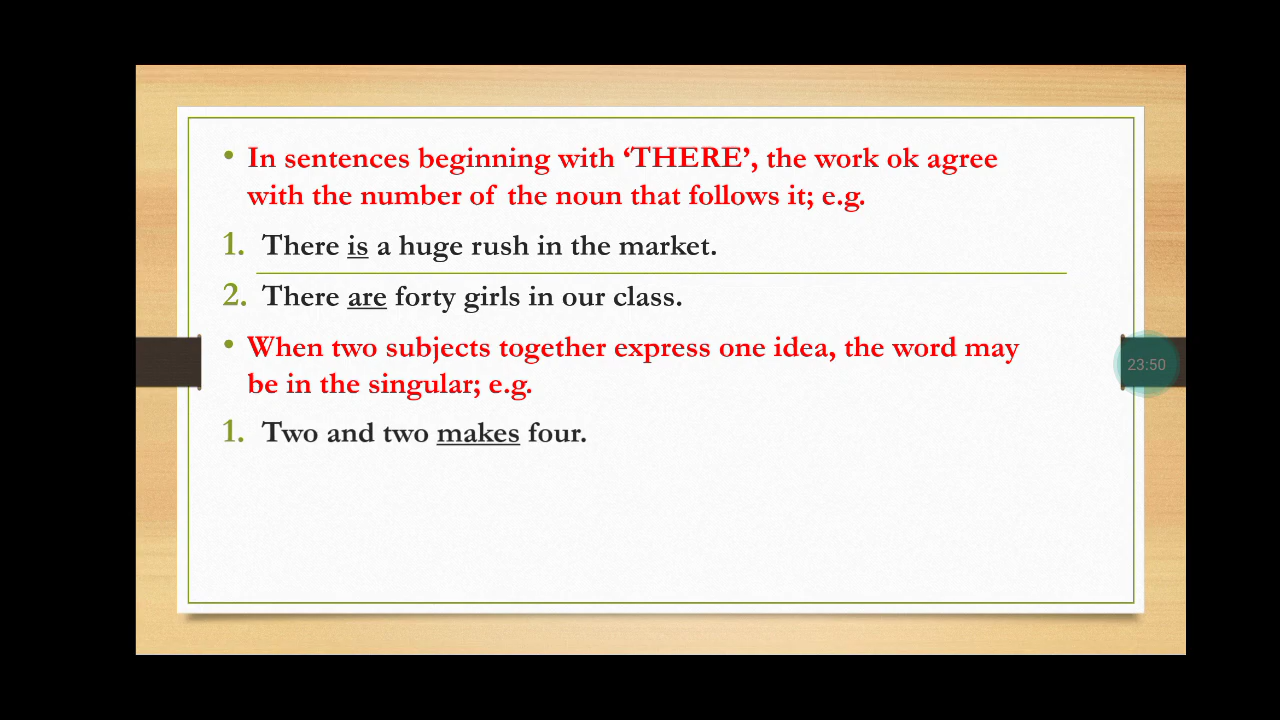 • In sentences beginning with ‘THERE’, the work ok agree
with the number of the noun that follows it; e.g.
1. There is a huge rush in the market.
2. There are forty girls in our class.
• When two subjects together express one idea, the word may
be in the singular; e.g.
23:50
1. Two and two makes four.